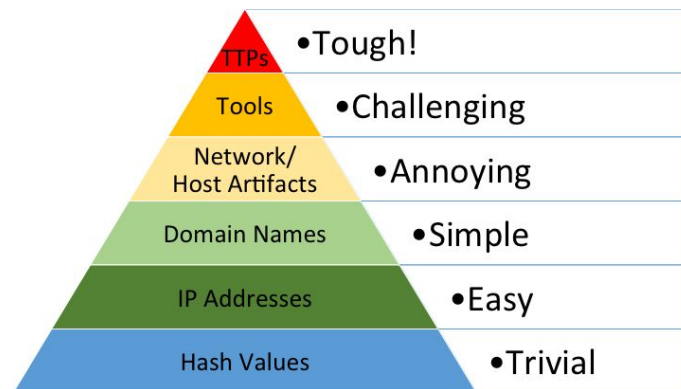 TTPs
•Tough!
Tools
•Challenging
Network/
Host Artifacts
•Annoying
Domain Names
•Simple
IP Addresses
•Easy
Hash Values
•Trivial